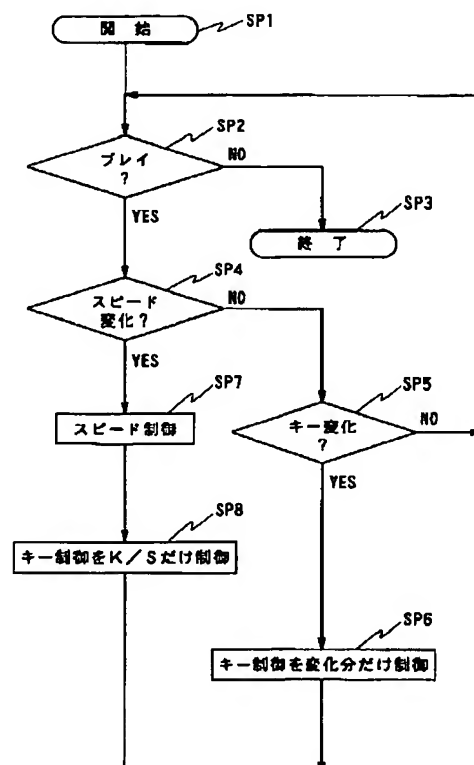 開始
SP1
SP2
プレイ
?
NO
YES
SP3
終了
SP4
スピード
変化?
NO
YES
SP5
キー変化
?
NO
YES
SP7
スピード制御
SP8
キー制御をK/Sだけ制御
SP6
キー制御を変化分だけ制御